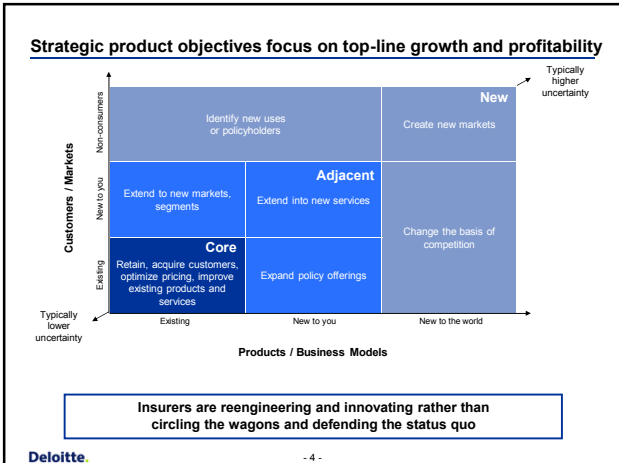 Strategic product objectives focus on top-line growth and profitability
Typically
higher
uncertainty
Customers / Markets
Non-consumers
New to you
Existing
Identify new uses
or policyholders
New
Create new markets
Extend to new markets,
segments
Adjacent
Extend into new services
Change the basis of
competition
Core
Retain, acquire customers,
optimize pricing, improve
existing products and
services
Expand policy offerings
Typically
lower
uncertainty
Existing
New to you
New to the world
Products / Business Models
Insurers are reengineering and innovating rather than
circling the wagons and defending the status quo
Deloitte.
- 4 -